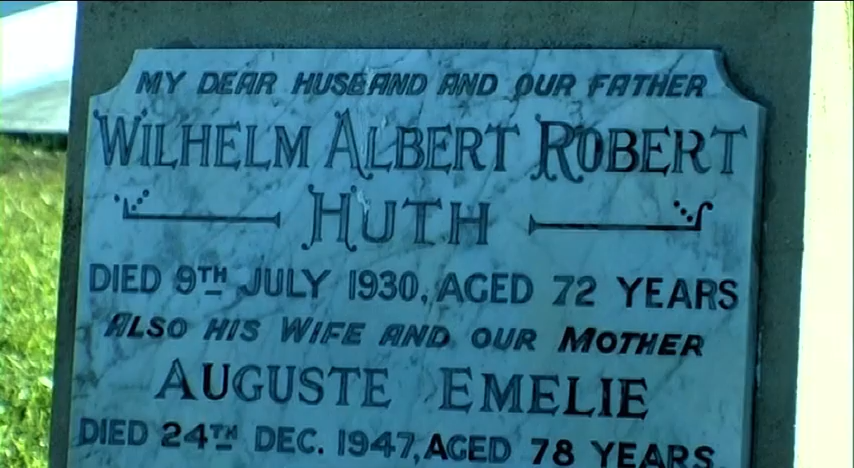 MY DEAR HUSBAND AND OUR FATHER
WILHELM ALBERT ROBERT
HUTH
DIED 9TH JULY 1930, AGED 72 YEARS
ALSO HIS WIFE AND OUR MOTHER
AUGUSTE EMELIE
DIED 24TH DEC. 1947, AGED 78 YEARS